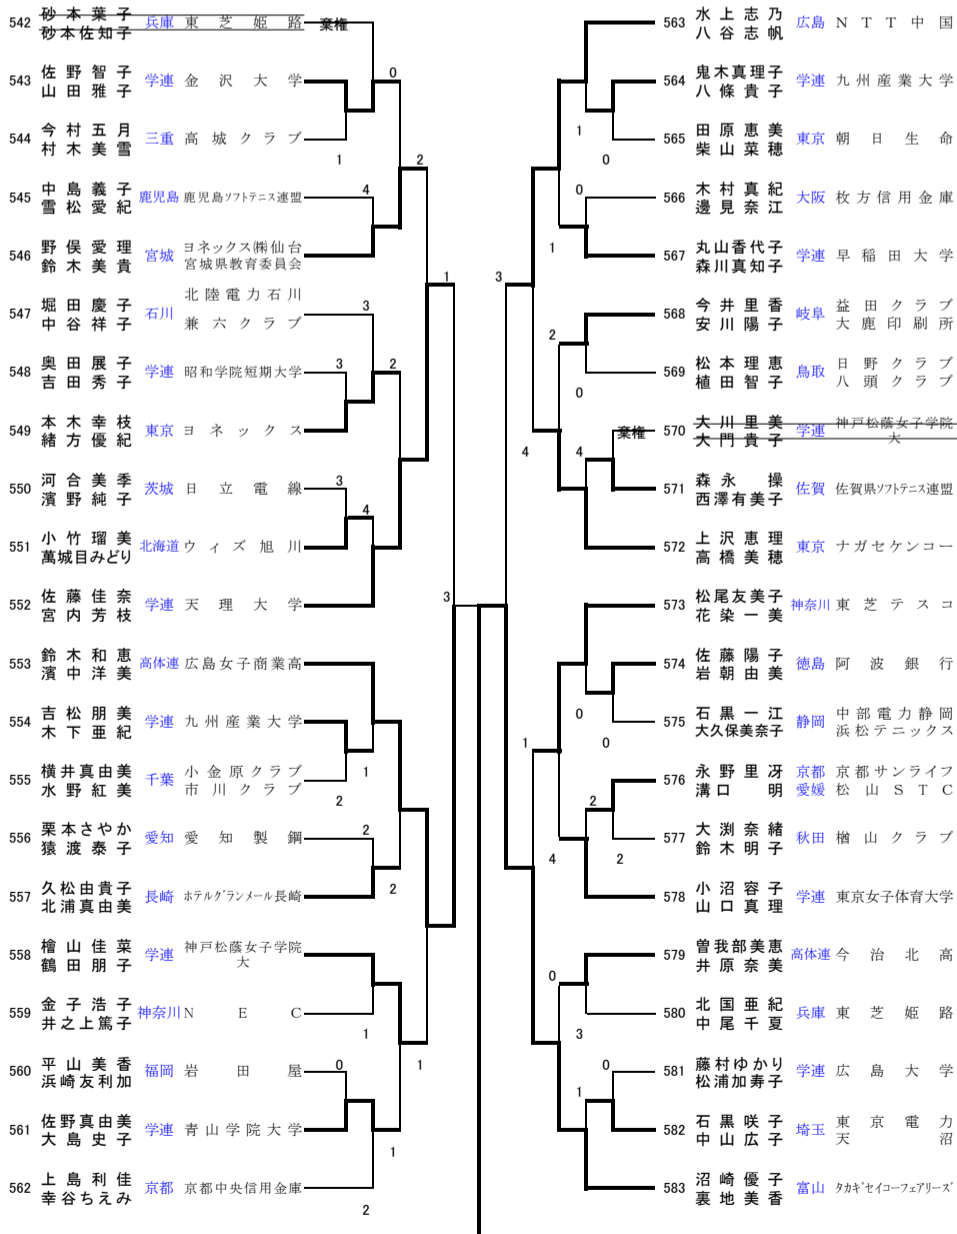 542 砂本葉子 兵庫 東芝姫路 棄権
砂本佐知子
543 佐野智子 学連 金沢大学
山田雅子
0
544 今村五月 三重 高城クラブ
村木美雪
1
2
545 中島義子 鹿児島 鹿児島ソフトテニス連盟
雪松愛紀
4
546 野俣愛理 宮城 ヨネックス㈱仙台
鈴木美貴 宮城県教育委員会
1
547 堀田慶子 石川 北陸電力石川
中谷祥子 兼六クラブ
3
548 奥田展子 学連 昭和学院短期大学
吉田秀子
3
2
549 本木幸枝 東京 ヨネックス
緒方優紀
550 河合美季 茨城 日立電線
濱野純子
3
4
551 小竹瑠美 北海道 ウィズ旭川
萬城目みどり
552 佐藤佳奈 学連 天理大学
宮内芳枝
3
553 鈴木和恵 高体連 広島女子商業高
濱中洋美
554 吉松朋美 学連 九州産業大学
木下亜紀
1
555 横井真由美 千葉 小金原クラブ
水野紅美 市川クラブ
2
556 栗本さやか 愛知 愛知製鋼
猿渡泰子
2
557 久松由貴子 長崎 ホテルグランメール長崎
北浦真由美
2
558 檜山佳菜 学連 神戸松蔭女子学院
鶴田朋子 大
559 金子浩子 神奈川 NEC
井之上篤子
1
1
560 平山美香 福岡 岩田屋
浜崎友利加
0
561 佐野真由美 学連 青山学院大学
大島史子
1
562 上島利佳 京都 京都中央信用金庫
幸谷ちえみ
2
563 水上志乃 広島 NTT中国
八谷志帆
564 鬼木真理子 学連 九州産業大学
八條貴子
1
565 田原恵美 東京 朝日生命
柴山菜穂
0
566 木村真紀 大阪 枚方信用金庫
邊見奈江
0
1
567 丸山香代子 学連 早稲田大学
森川真知子
3
568 今井里香 岐阜 益田クラブ
安川陽子 大鹿印刷所
2
569 松本理恵 鳥取 日野クラブ
植田智子 八頭クラブ
0
棄権 570 大川里美 学連 神戸松蔭女子学院
大門貴子 大
4
4
571 森永操 佐賀 佐賀県ソフトテニス連盟
西澤有美子
572 上沢恵理 東京 ナガセケンコー
高橋美穂
573 松尾友美子 神奈川 東芝テスコ
花染一美
574 佐藤陽子 徳島 阿波銀行
岩朝由美
0
575 石黒一江 静岡 中部電力静岡
大久保美奈子 浜松テニックス
0
1
576 永野里冴 京都 京都サンライフ
溝口明 愛媛 松山STC
2
577 大渕奈緒 秋田 楢山クラブ
鈴木明子
2
4
578 小沼容子 学連 東京女子体育大学
山口真理
579 曽我部美恵 高体連 今治北高
井原奈美
0
580 北国亜紀 兵庫 東芝姫路
中尾千夏
3
581 藤村ゆかり 学連 広島大学
松浦加寿子
0
1
582 石黒咲子 埼玉 東京電力
中山広子 天沼
583 沼崎優子 富山 タカギセイコーフェアリーズ
裏地美香